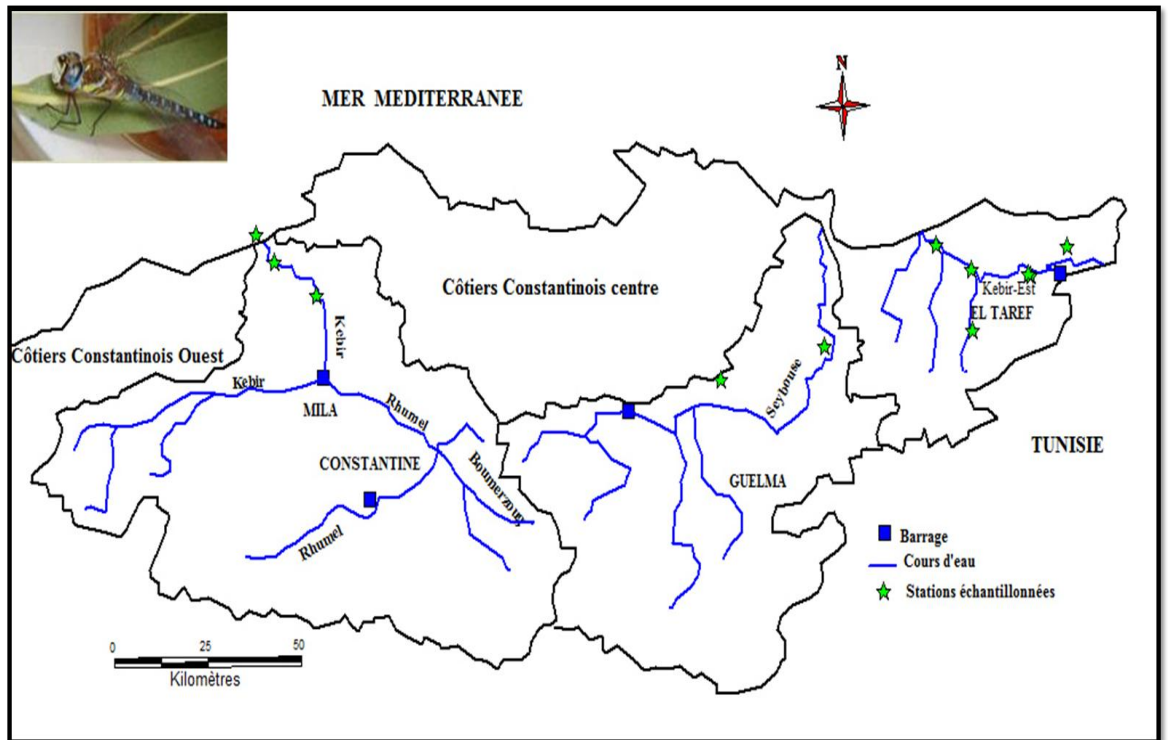 N
MER MEDITERRANEE
Côtiers Constantinois centre
Kebir-Est
EL TAREF
Kebir
Côtiers Constantinois Ouest
Kebir
MILA
Rhumel
Seybouse
TUNISIE
CONSTANTINE
Boumerzoug
GUELMA
Rhumel
Barrage
Cours d'eau
Stations échantillonnées
0 25 50
Kilomètres